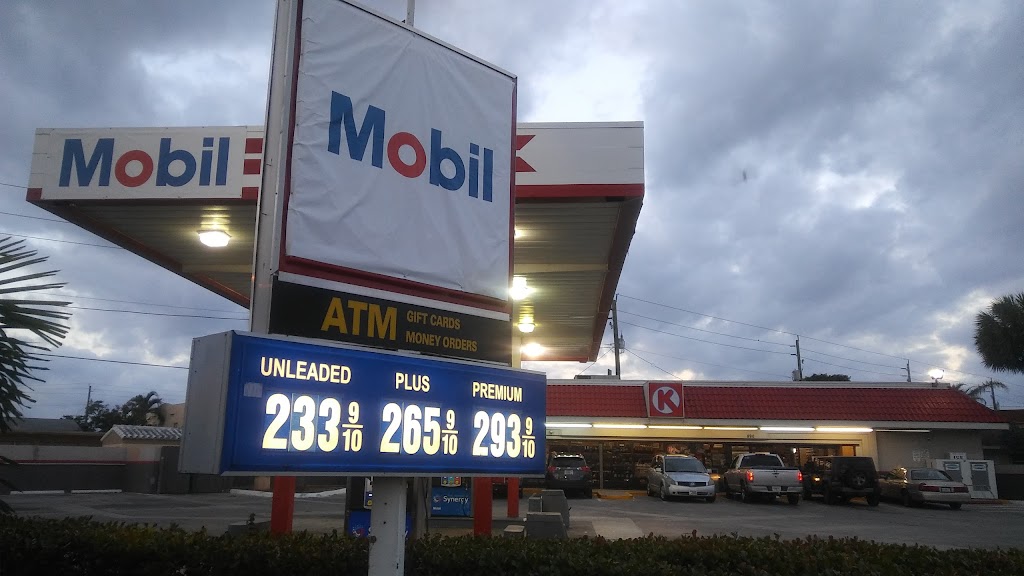 Mobil
Mobil
ATM GIFT CARDS
MONEY ORDERS
UNLEADED PLUS PREMIUM
233 9/10 265 9/10 293 9/10
K
Synergy